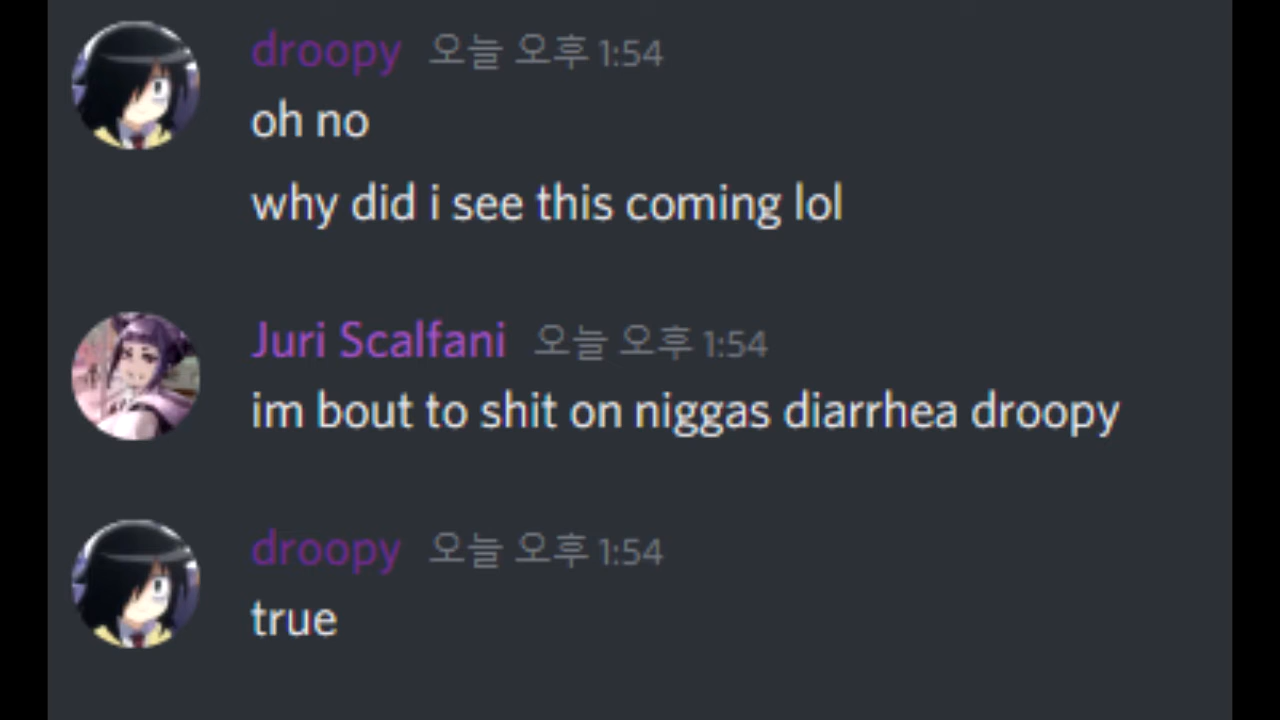 droopy 오늘 오후 1:54
oh no
why did i see this coming lol
Juri Scalfani 오늘 오후 1:54
im bout to shit on niggas diarrhea droopy
droopy 오늘 오후 1:54
true